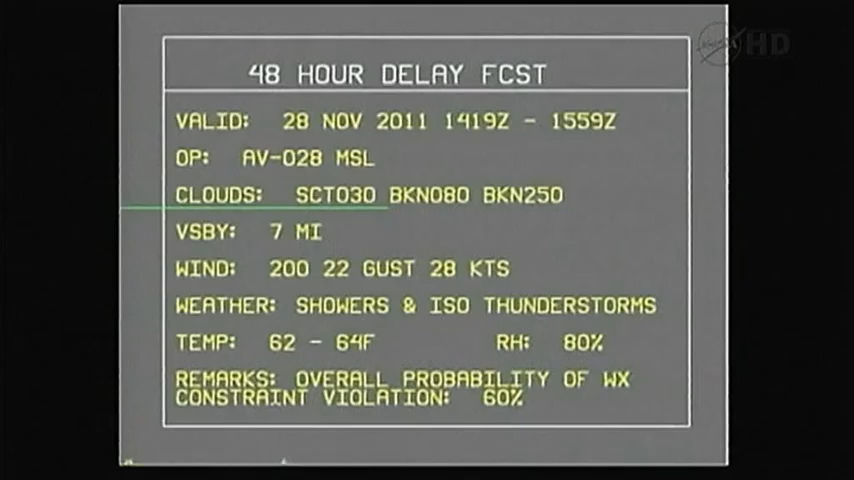 48 HOUR DELAY FCST
HD
VALID: 28 NOV 2011 1419Z - 1559Z
OP: AV-028 MSL
CLOUDS: SCT030 BKN080 BKN250
VSBY: 7 MI
WIND: 200 22 GUST 28 KTS
WEATHER: SHOWERS & ISO THUNDERSTORMS
TEMP: 62 - 64F RH: 80%
REMARKS: OVERALL PROBABILITY OF WX
CONSTRAINT VIOLATION: 60%